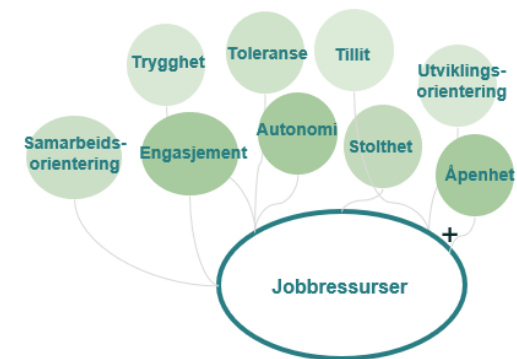 Trygghet
Toleranse
Tillit
Utviklings-
orientering
Samarbeids-
orientering
Engasjement
Autonomi
Stolthet
Åpenhet
+
Jobbressurser